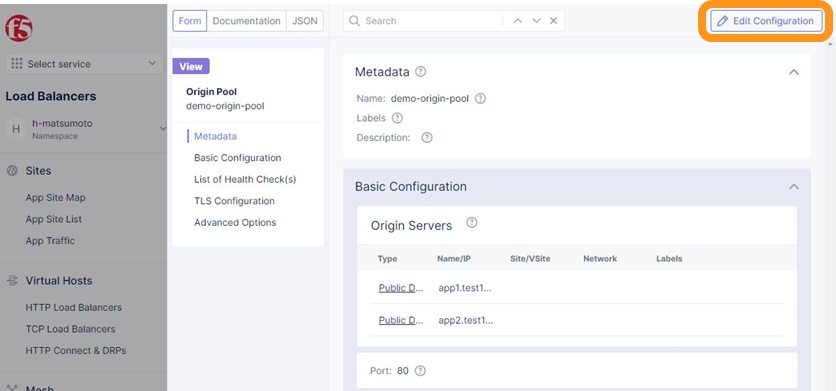 f5
Select service
Load Balancers
H
h-matsumoto
Namespace
Sites
App Site Map
App Site List
App Traffic
Virtual Hosts
HTTP Load Balancers
TCP Load Balancers
HTTP Connect & DRPs
Mesh
Form
Documentation
JSON
View
Origin Pool
demo-origin-pool
Metadata
Basic Configuration
List of Health Check(s)
TLS Configuration
Advanced Options
Search
Edit Configuration
Metadata ?
Name: demo-origin-pool ?
Labels ?
Description: ?
Basic Configuration
Origin Servers ?
Type Name/IP Site/VSite Network Labels
Public D... app1.test1...
Public D... app2.test1...
Port: 80 ?